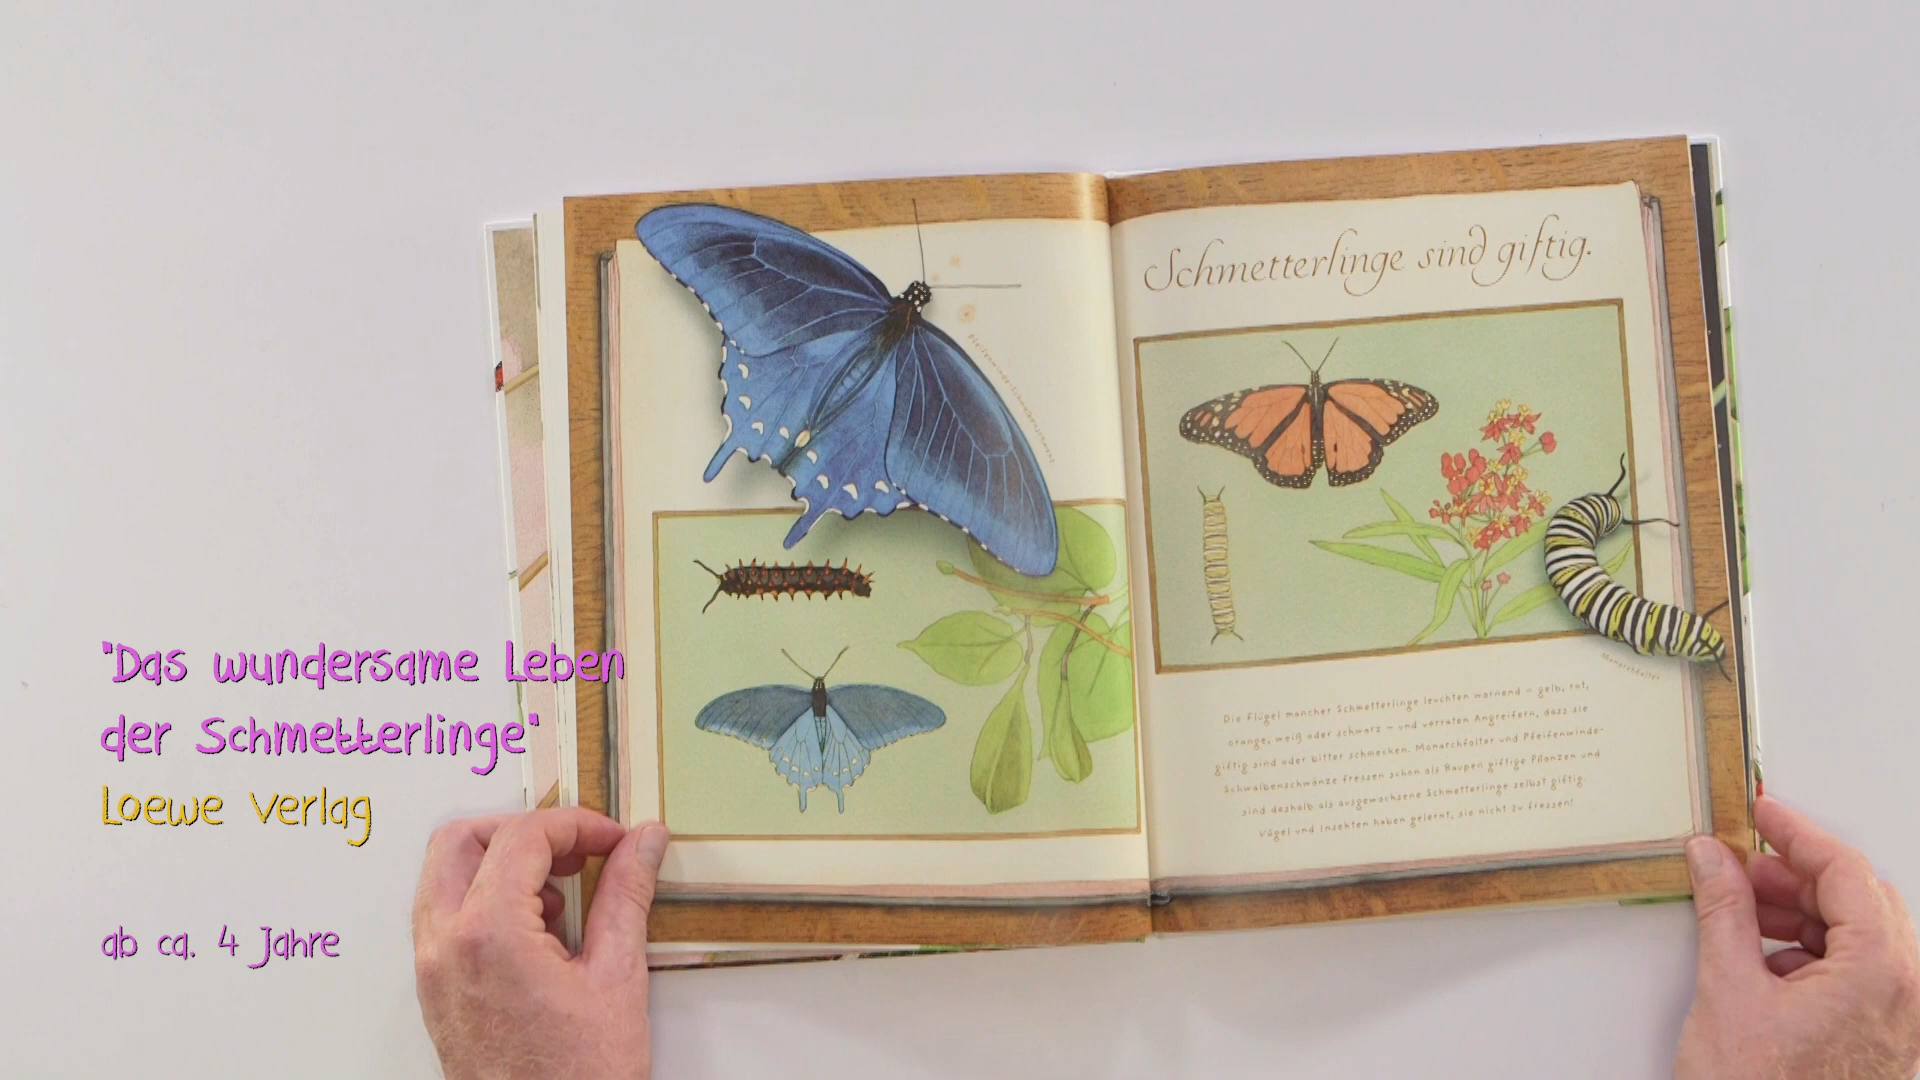 Schmetterlinge sind giftig.
Pfeifenwinde-Schwalbenschwanz
Monarchfalter
Die Flügel mancher Schmetterlinge leuchten warnend – gelb, rot,
orange, weiß oder schwarz – und verraten Angreifern, dass sie
giftig sind oder bitter schmecken. Monarchfalter und Pfeifenwinde-
Schwalbenschwänze fressen schon als Raupen giftige Pflanzen und
sind deshalb als ausgewachsene Schmetterlinge selbst giftig.
Vögel und Insekten haben gelernt, sie nicht zu fressen!
"Das wundersame Leben
der Schmetterlinge"
Loewe Verlag
ab ca. 4 Jahre